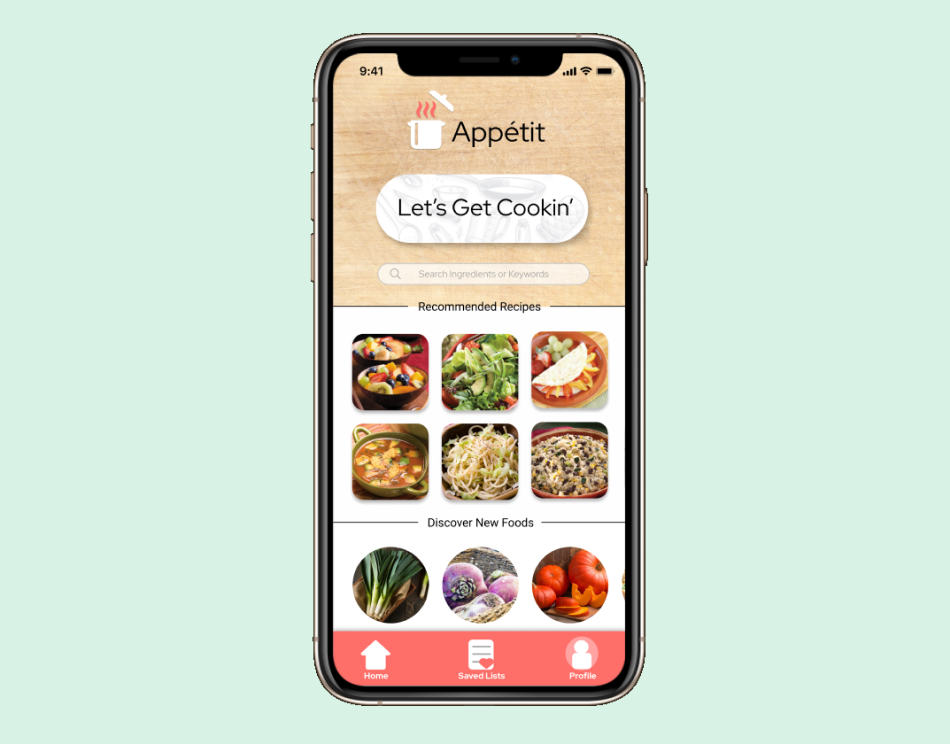 9:41
Appétit
Let's Get Cookin'
Search Ingredients or Keywords
Recommended Recipes
Discover New Foods
Home
Saved Lists
Profile